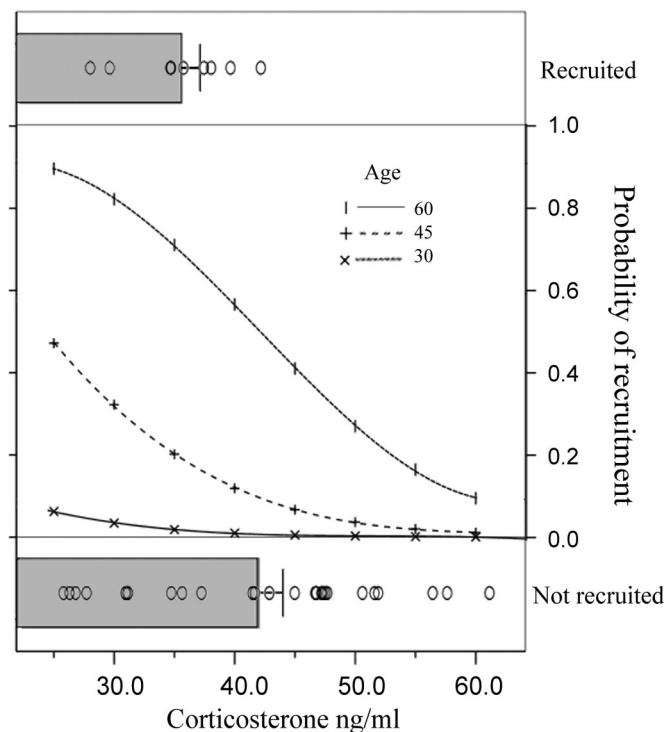 Recruited
1.0
Age
60
45
30
0.8
0.6
0.4
0.2
0.0
Probability of recruitment
Not recruited
30.0 40.0 50.0 60.0
Corticosterone ng/ml